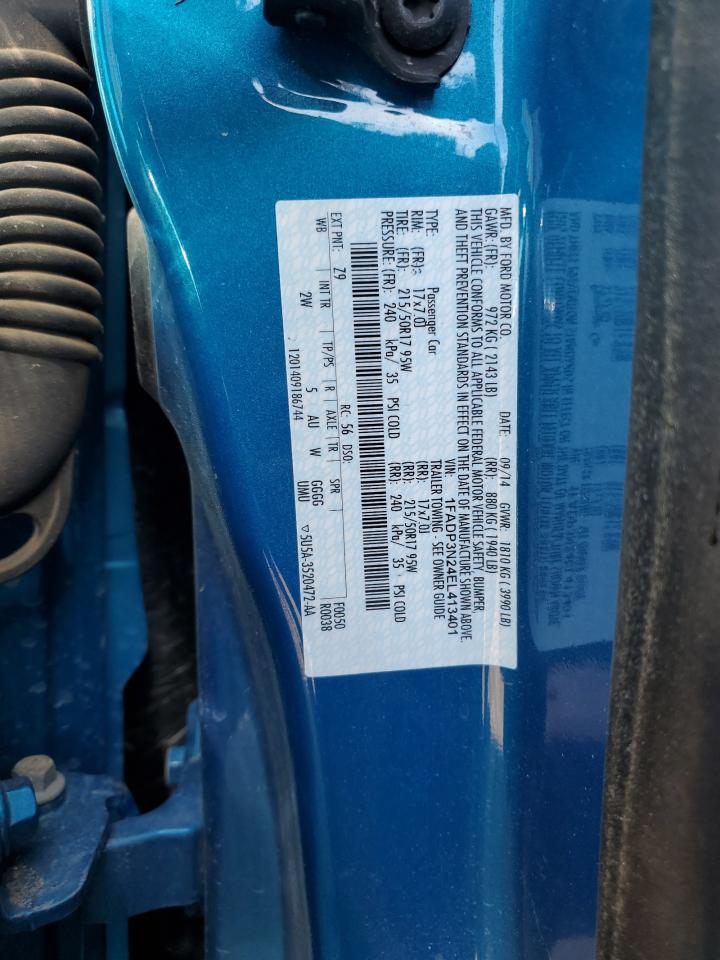 MFD. BY FORD MOTOR CO.
DATE: 09/14 GVWR: 1810 KG ( 3990 LB)
GAWR: (FR): 972 KG ( 2143 LB) (RR): 880 KG ( 1940 LB)
THIS VEHICLE CONFORMS TO ALL APPLICABLE FEDERAL MOTOR VEHICLE SAFETY, BUMPER
AND THEFT PREVENTION STANDARDS IN EFFECT ON THE DATE OF MANUFACTURE SHOWN ABOVE.
VIN: 1FADP3N24EL413401
TYPE: Passenger Car TRAILER TOWING - SEE OWNER GUIDE
RIM: (FR): 17x7.0J (RR): 17x7.0J
TIRE: (FR): 215/50R17 95W (RR): 215/50R17 95W
PRESSURE: (FR): 240 kPa/ 35 PSI COLD (RR): 240 kPa/ 35 PSI COLD
EXT PNT: Z9 RC: 56 DSO: F0050
WB INT TR TP/PS R AXLE TR SPR R0038
2W 5 AU W GGGG UMU
1201409186744 5U5A-3520472-AA